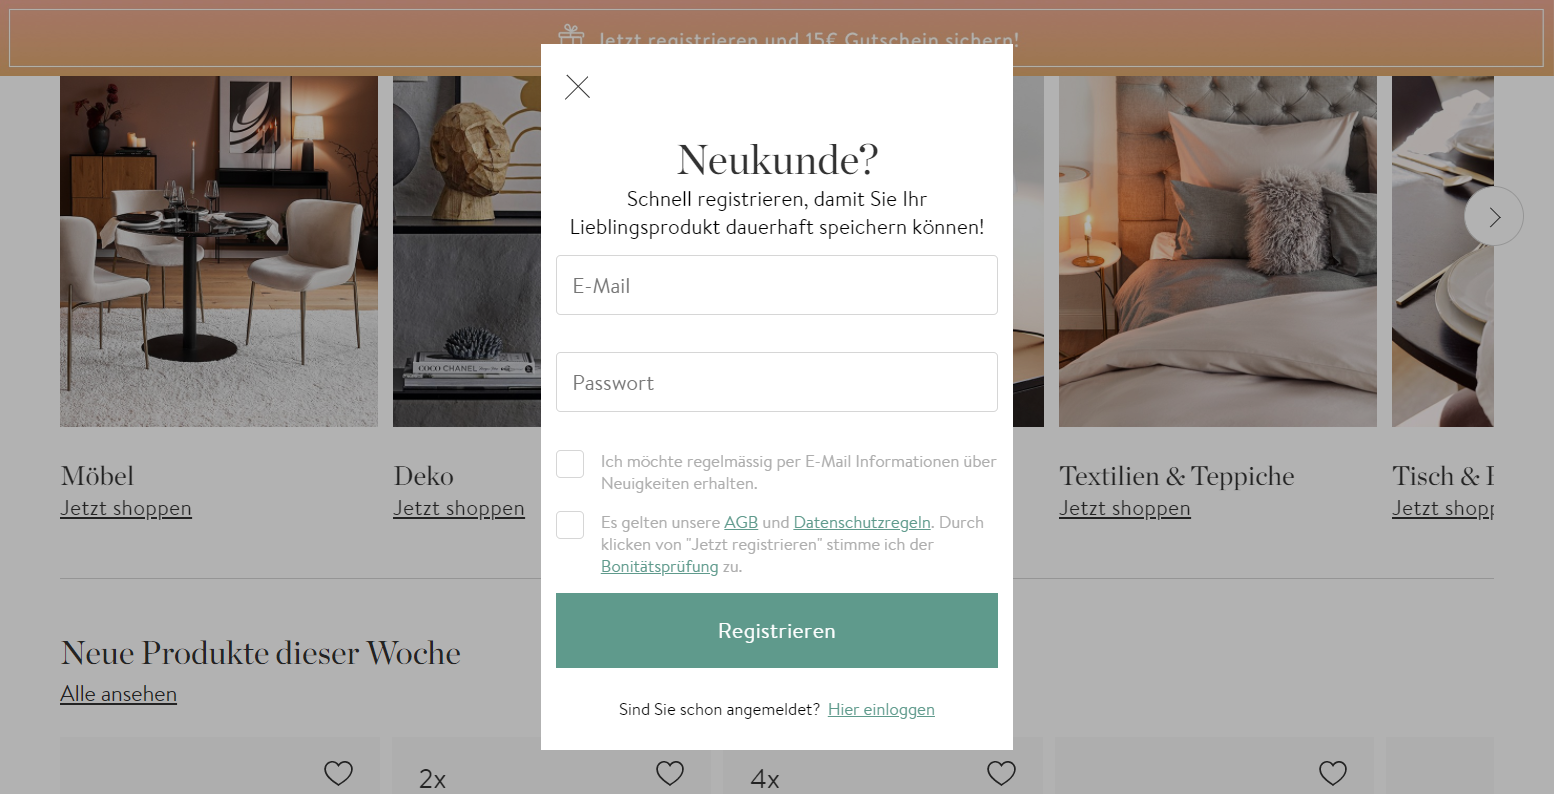 Jetzt registrieren und 15€ Gutschein sichern!
Neukunde?
Schnell registrieren, damit Sie Ihr
Lieblingsprodukt dauerhaft speichern können!
E-Mail
Passwort
Ich möchte regelmässig per E-Mail Informationen über
Neuigkeiten erhalten.
Es gelten unsere AGB und Datenschutzregeln. Durch
klicken von "Jetzt registrieren" stimme ich der
Bonitätsprüfung zu.
Registrieren
Sind Sie schon angemeldet? Hier einloggen
COCO CHANEL
Möbel
Jetzt shoppen
Deko
Jetzt shoppen
Textilien & Teppiche
Jetzt shoppen
Tisch &
Jetzt shopp
Neue Produkte dieser Woche
Alle ansehen
2x
4x